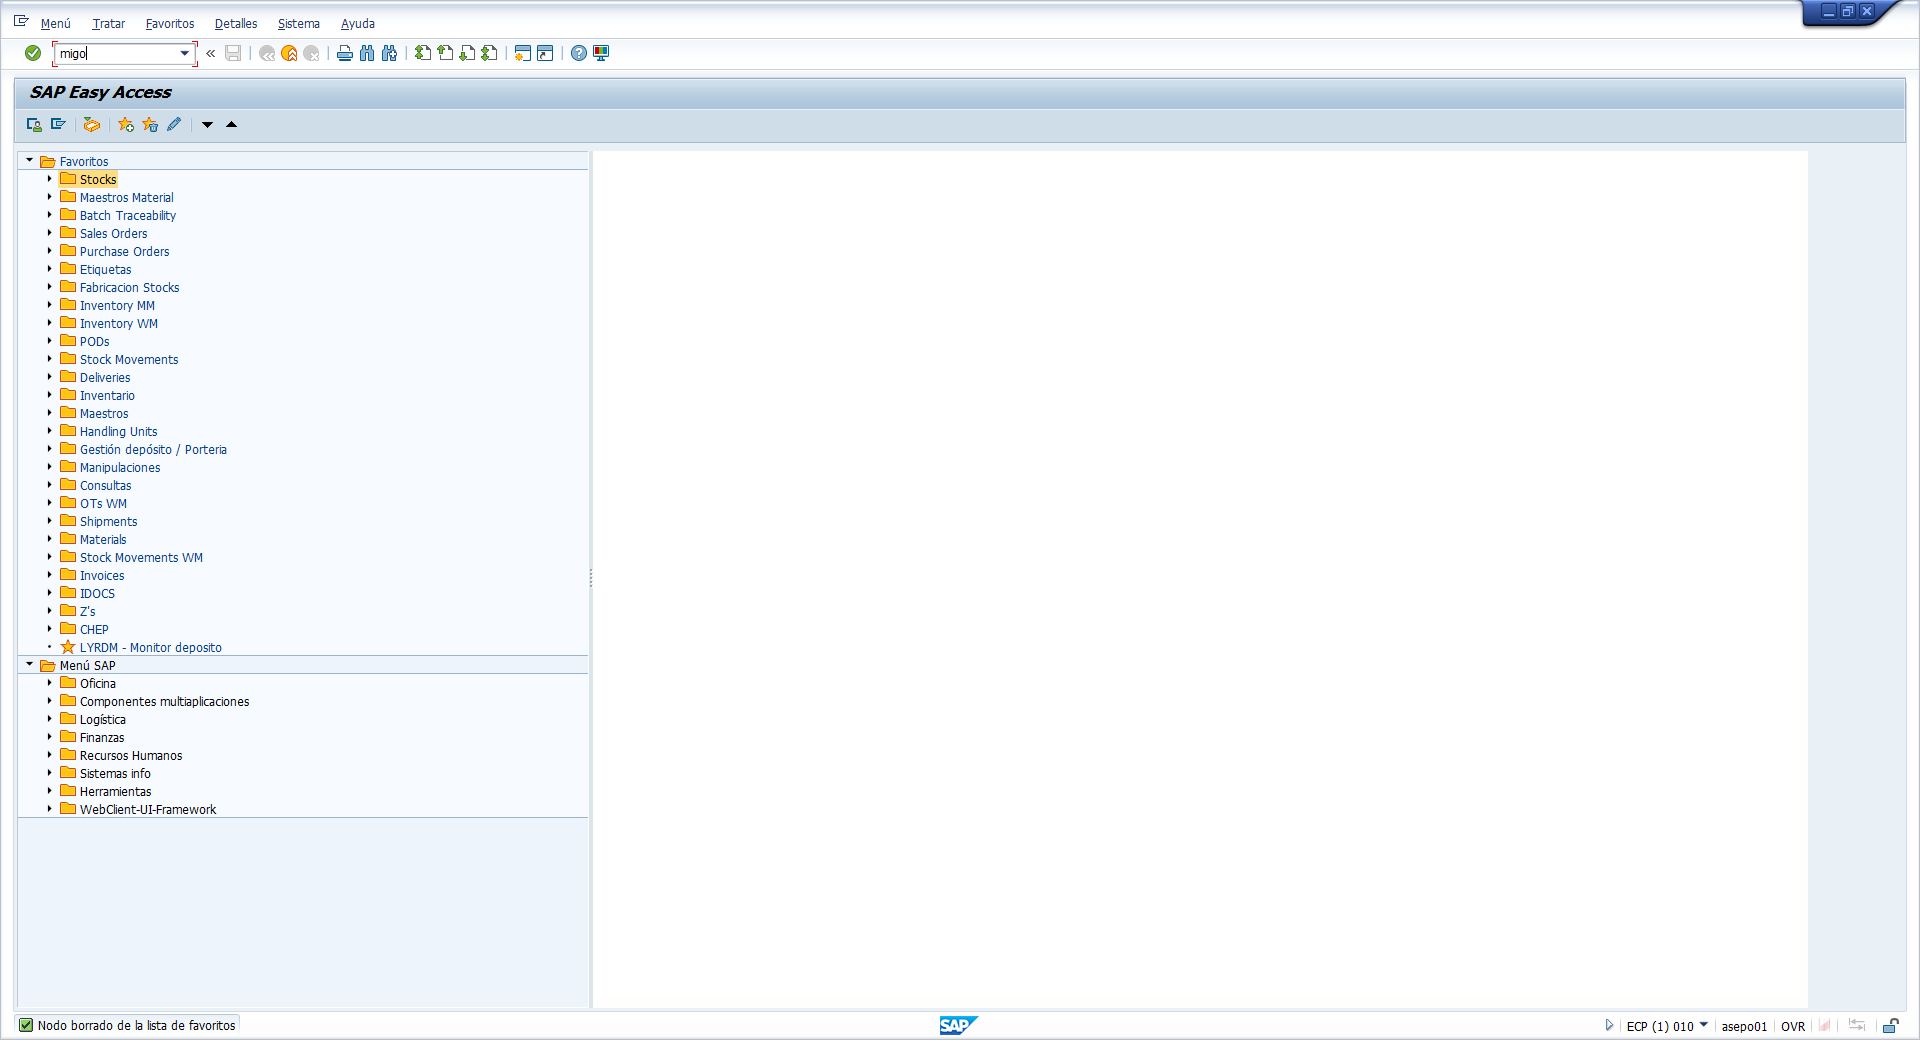 Menú Tratar Favoritos Detalles Sistema Ayuda
migo
SAP Easy Access
Favoritos
Stocks
Maestros Material
Batch Traceability
Sales Orders
Purchase Orders
Etiquetas
Fabricacion Stocks
Inventory MM
Inventory WM
PODs
Stock Movements
Deliveries
Inventario
Maestros
Handling Units
Gestión depósito / Porteria
Manipulaciones
Consultas
OTs WM
Shipments
Materials
Stock Movements WM
Invoices
IDOCS
Z's
CHEP
LYRDM - Monitor deposito
Menú SAP
Oficina
Componentes multiaplicaciones
Logística
Finanzas
Recursos Humanos
Sistemas info
Herramientas
WebClient-UI-Framework
Nodo borrado de la lista de favoritos
SAP
ECP (1) 010 asepo01 OVR